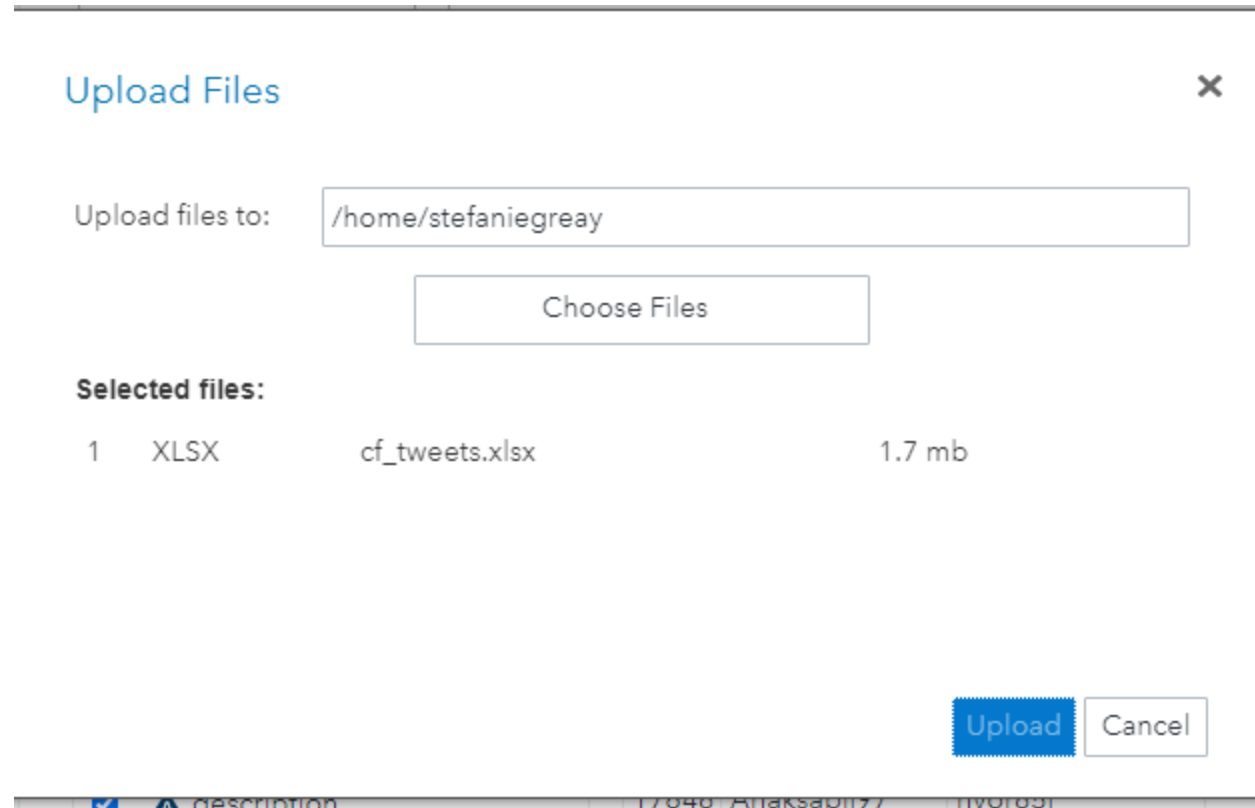 Upload Files
Upload files to: /home/stefaniegreay
Choose Files
Selected files:
1 XLSX cf_tweets.xlsx 1.7 mb
Upload Cancel
description